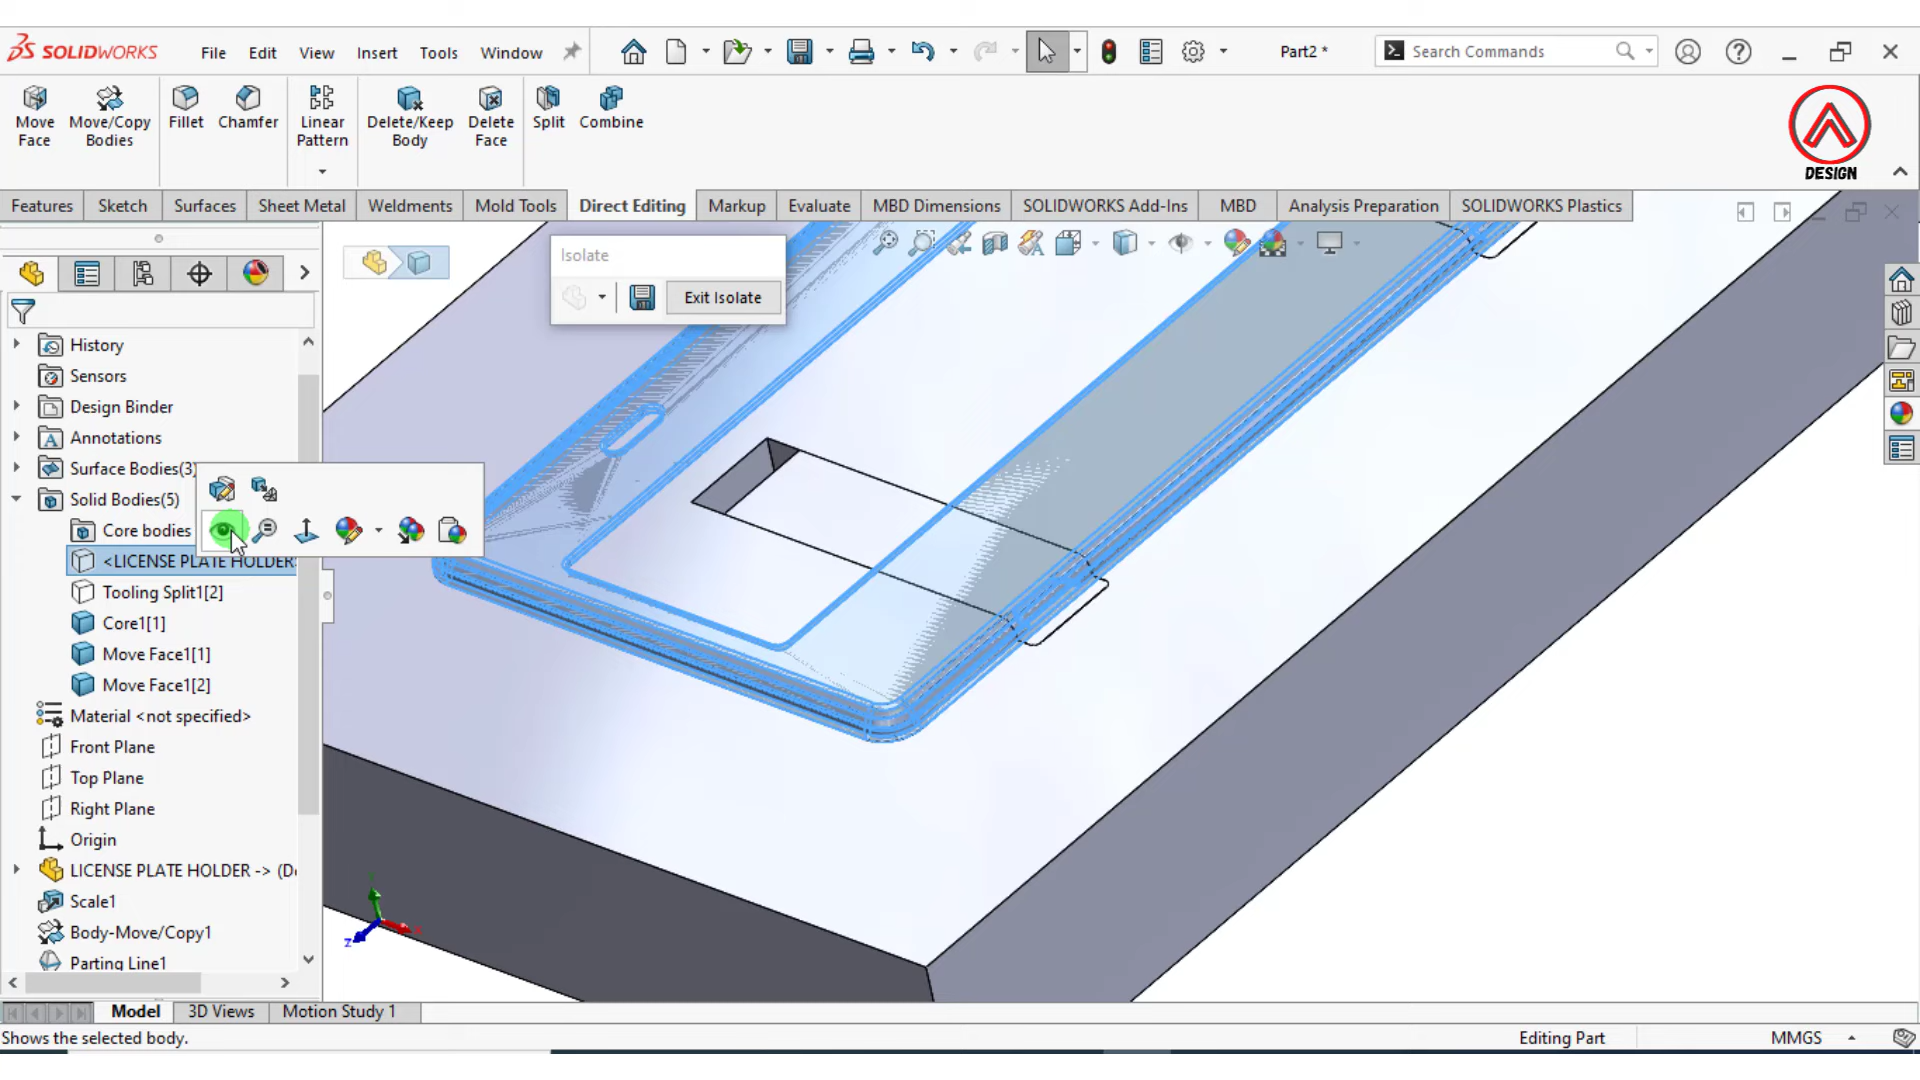 SOLIDWORKS
File Edit View Insert Tools Window
Part2 *
Search Commands
Move Face
Move/Copy Bodies
Fillet
Chamfer
Linear Pattern
Delete/Keep Body
Delete Face
Split
Combine
DESIGN
Features Sketch Surfaces Sheet Metal Weldments Mold Tools Direct Editing Markup Evaluate MBD Dimensions SOLIDWORKS Add-Ins MBD Analysis Preparation SOLIDWORKS Plastics
Isolate
Exit Isolate
History
Sensors
Design Binder
Annotations
Surface Bodies(3)
Solid Bodies(5)
Core bodies
<LICENSE PLATE HOLDER
Tooling Split1[2]
Core1[1]
Move Face1[1]
Move Face1[2]
Material <not specified>
Front Plane
Top Plane
Right Plane
Origin
LICENSE PLATE HOLDER -> (D
Scale1
Body-Move/Copy1
Parting Line1
Z
Model 3D Views Motion Study 1
Shows the selected body.
Editing Part
MMGS